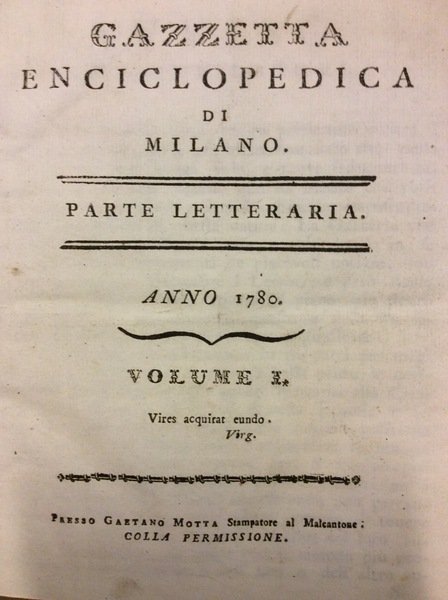 GAZZETTA
ENCICLOPEDICA
DI
MILANO.
PARTE LETTERARIA.
ANNO 1780.
VOLUME I.
Vires acquirat eundo.
Virg.
PRESSO GAETANO MOTTA Stampatore al Malcantone:
COLLA PERMISSIONE.